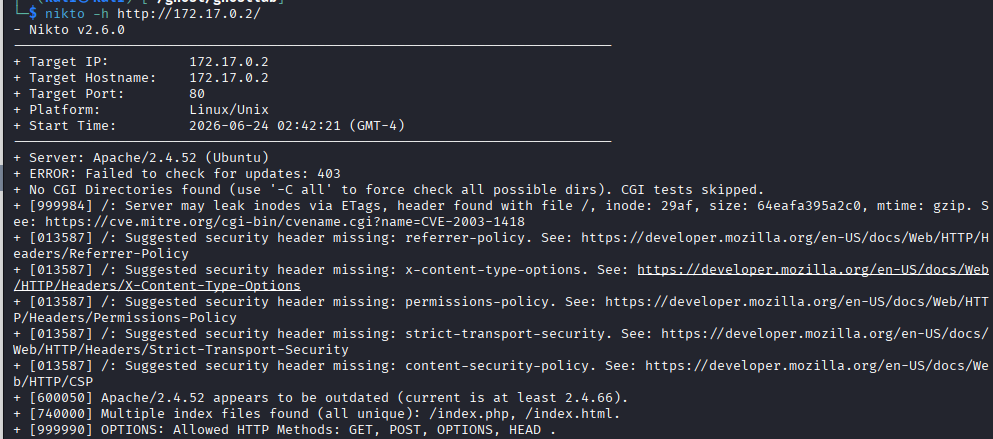 $ nikto -h http://172.17.0.2/
- Nikto v2.6.0
+ Target IP: 172.17.0.2
+ Target Hostname: 172.17.0.2
+ Target Port: 80
+ Platform: Linux/Unix
+ Start Time: 2026-06-24 02:42:21 (GMT-4)
+ Server: Apache/2.4.52 (Ubuntu)
+ ERROR: Failed to check for updates: 403
+ No CGI Directories found (use '-C all' to force check all possible dirs). CGI tests skipped.
+ [999984] /: Server may leak inodes via ETags, header found with file /, inode: 29af, size: 64eafa395a2c0, mtime: gzip. S
ee: https://cve.mitre.org/cgi-bin/cvename.cgi?name=CVE-2003-1418
+ [013587] /: Suggested security header missing: referrer-policy. See: https://developer.mozilla.org/en-US/docs/Web/HTTP/H
eaders/Referrer-Policy
+ [013587] /: Suggested security header missing: x-content-type-options. See: https://developer.mozilla.org/en-US/docs/Web
/HTTP/Headers/X-Content-Type-Options
+ [013587] /: Suggested security header missing: permissions-policy. See: https://developer.mozilla.org/en-US/docs/Web/HTT
P/Headers/Permissions-Policy
+ [013587] /: Suggested security header missing: strict-transport-security. See: https://developer.mozilla.org/en-US/docs/
Web/HTTP/Headers/Strict-Transport-Security
+ [013587] /: Suggested security header missing: content-security-policy. See: https://developer.mozilla.org/en-US/docs/We
b/HTTP/CSP
+ [600050] Apache/2.4.52 appears to be outdated (current is at least 2.4.66).
+ [740000] Multiple index files found (all unique): /index.php, /index.html.
+ [999990] OPTIONS: Allowed HTTP Methods: GET, POST, OPTIONS, HEAD .